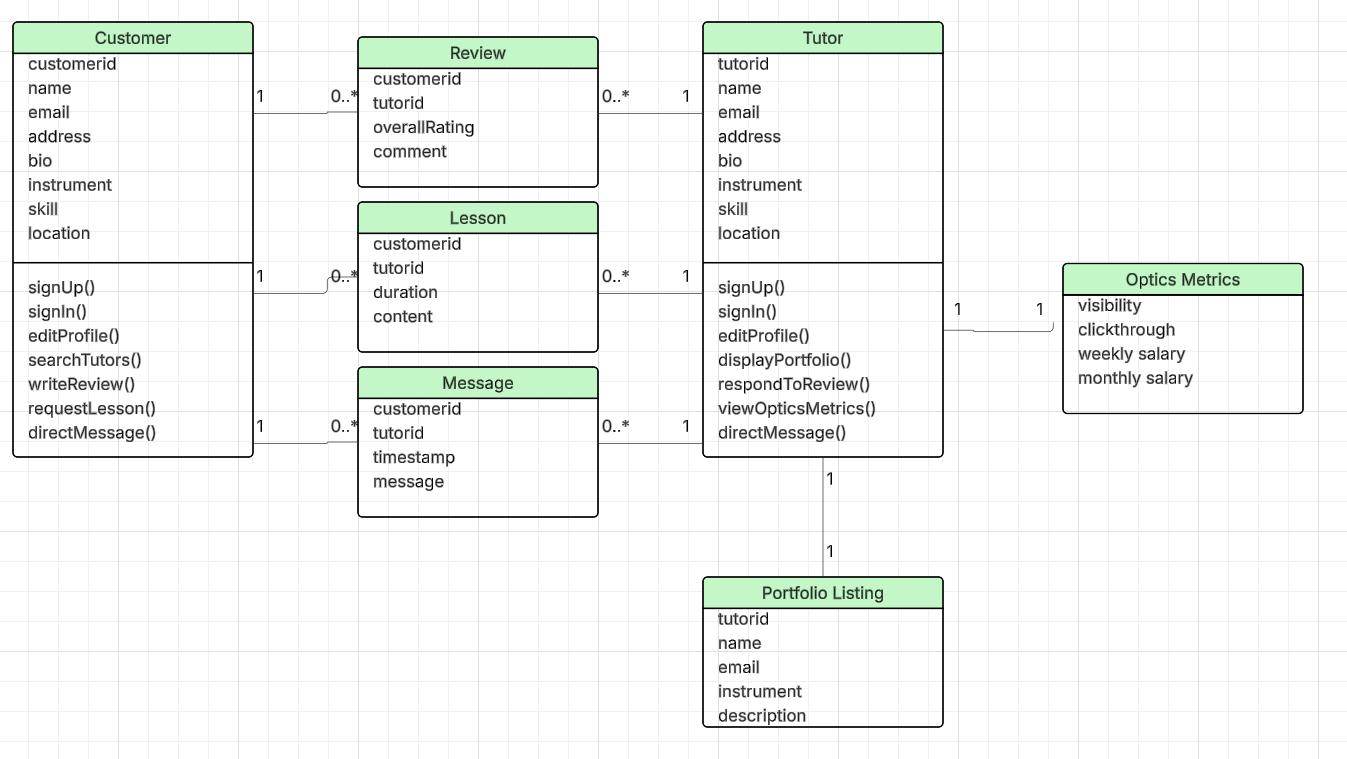 Customer
customerid
name
email
address
bio
instrument
skill
location
signUp()
signIn()
editProfile()
searchTutors()
writeReview()
requestLesson()
directMessage()
1
0..*
1
0..*
1
0..*
Review
customerid
tutorid
overallRating
comment
Lesson
customerid
tutorid
duration
content
Message
customerid
tutorid
timestamp
message
0..*
1
0..*
1
0..*
1
Tutor
tutorid
name
email
address
bio
instrument
skill
location
signUp()
signIn()
editProfile()
displayPortfolio()
respondToReview()
viewOpticsMetrics()
directMessage()
1
1
Optics Metrics
visibility
clickthrough
weekly salary
monthly salary
1
1
Portfolio Listing
tutorid
name
email
instrument
description